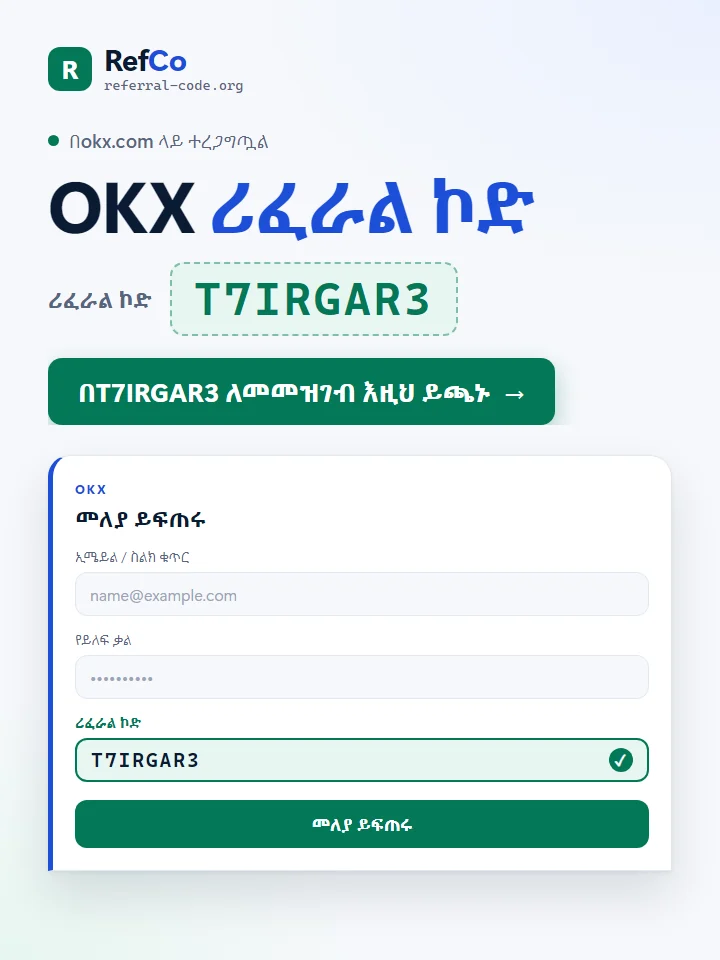 R
RefCo
referral-code.org
በokx.com ላይ ተረጋግጧል
OKX ሪፈራል ኮድ
ሪፈራል ኮድ T7IRGAR3
በT7IRGAR3 ለመመዝገብ እዚህ ይጫኑ →
OKX
መለያ ይፍጠሩ
ኢሜይል / ስልክ ቁጥር
name@example.com
የይለፍ ቃል
••••••••••
ሪፈራል ኮድ
T7IRGAR3 ✓
መለያ ይፍጠሩ